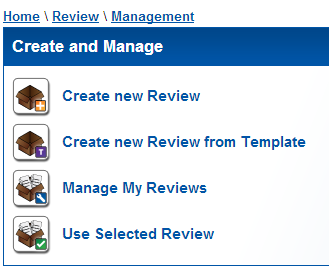 Home \ Review \ Management
Create and Manage
Create new Review
T
Create new Review from Template
Manage My Reviews
Use Selected Review